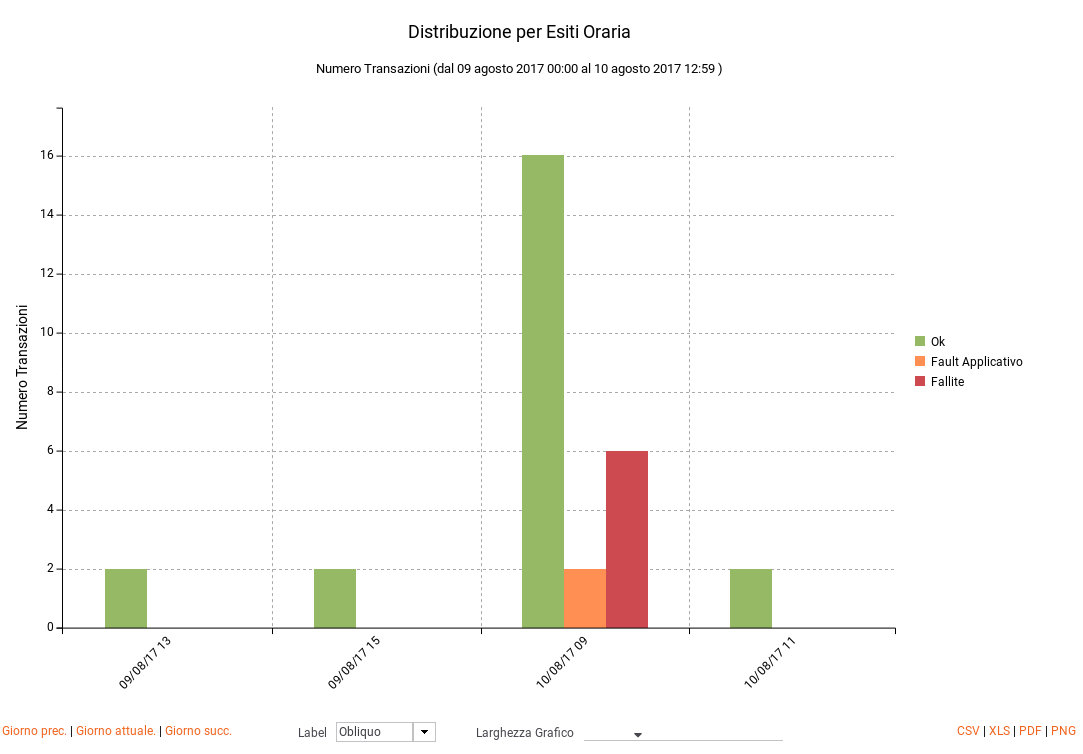 Distribuzione per Esiti Oraria
Numero Transazioni (dal 09 agosto 2017 00:00 al 10 agosto 2017 12:59 )
Numero Transazioni
16
14
12
10
8
6
4
2
0
09/08/17 13
09/08/17 15
10/08/17 09
10/08/17 11
Ok
Fault Applicativo
Fallite
Giorno prec. | Giorno attuale. | Giorno succ.
Label Obliquo
Larghezza Grafico
CSV | XLS | PDF | PNG